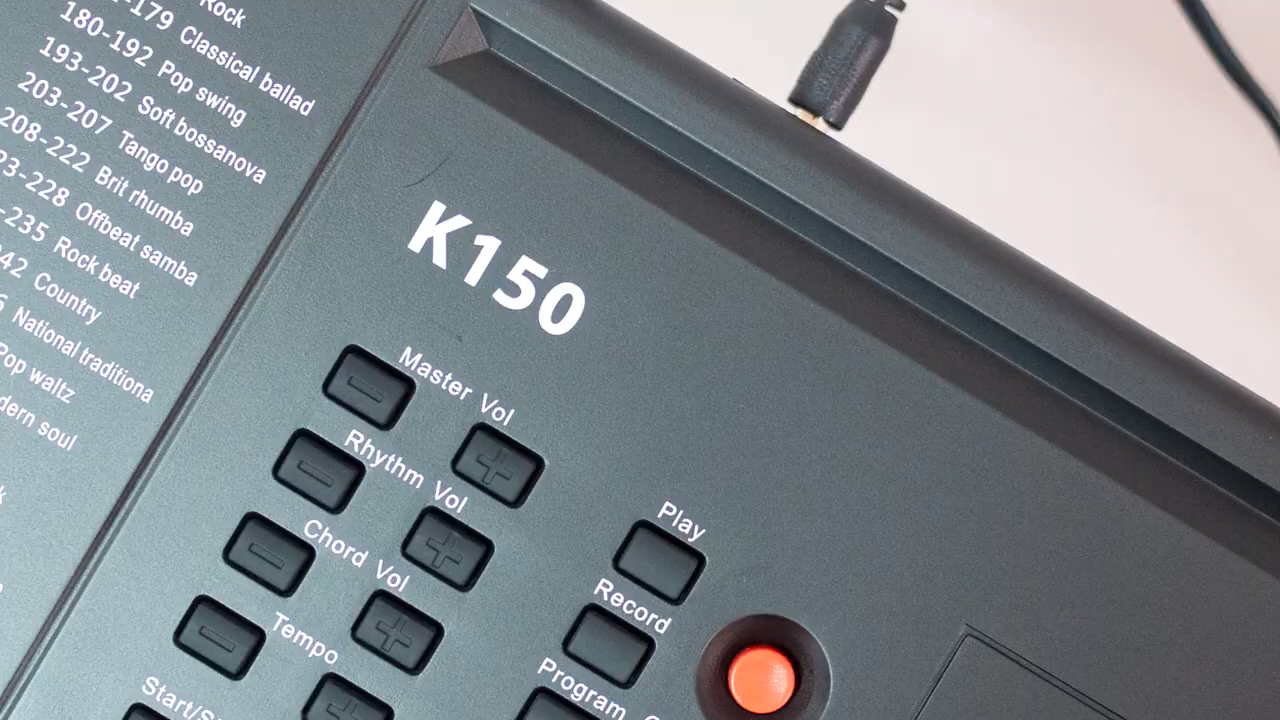 Rock
-179 Classical ballad
180-192 Pop swing
193-202 Soft bossanova
203-207 Tango pop
208-222 Brit rhumba
23-228 Offbeat samba
-235 Rock beat
42 Country
National traditiona
Pop waltz
dern soul
K150
Master Vol
Rhythm Vol
Chord Vol
Tempo
Start/S
Play
Record
Program